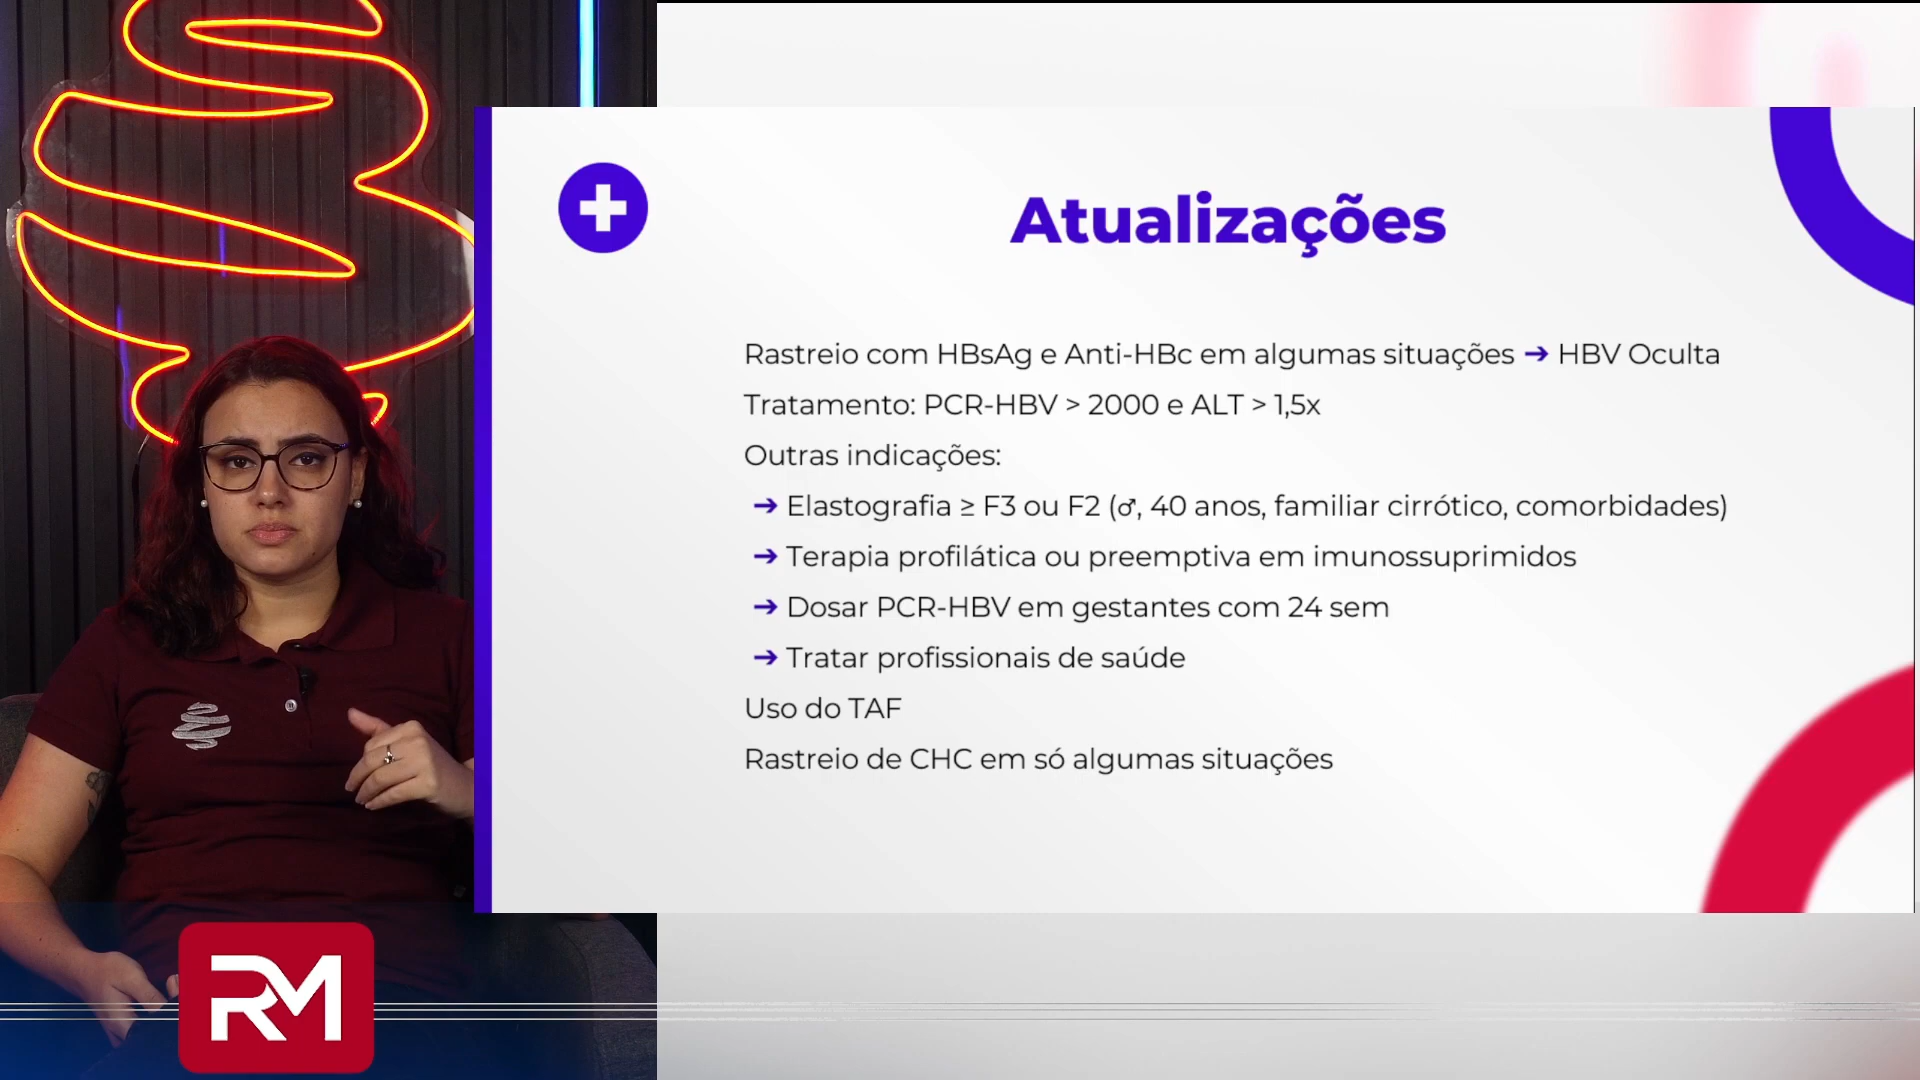 Atualizações
Rastreio com HBsAg e Anti-HBc em algumas situações ➔ HBV Oculta
Tratamento: PCR-HBV > 2000 e ALT > 1,5x
Outras indicações:
➔ Elastografia ≥ F3 ou F2 (♂, 40 anos, familiar cirrótico, comorbidades)
➔ Terapia profilática ou preemptiva em imunossuprimidos
➔ Dosar PCR-HBV em gestantes com 24 sem
➔ Tratar profissionais de saúde
Uso do TAF
Rastreio de CHC em só algumas situações
RM